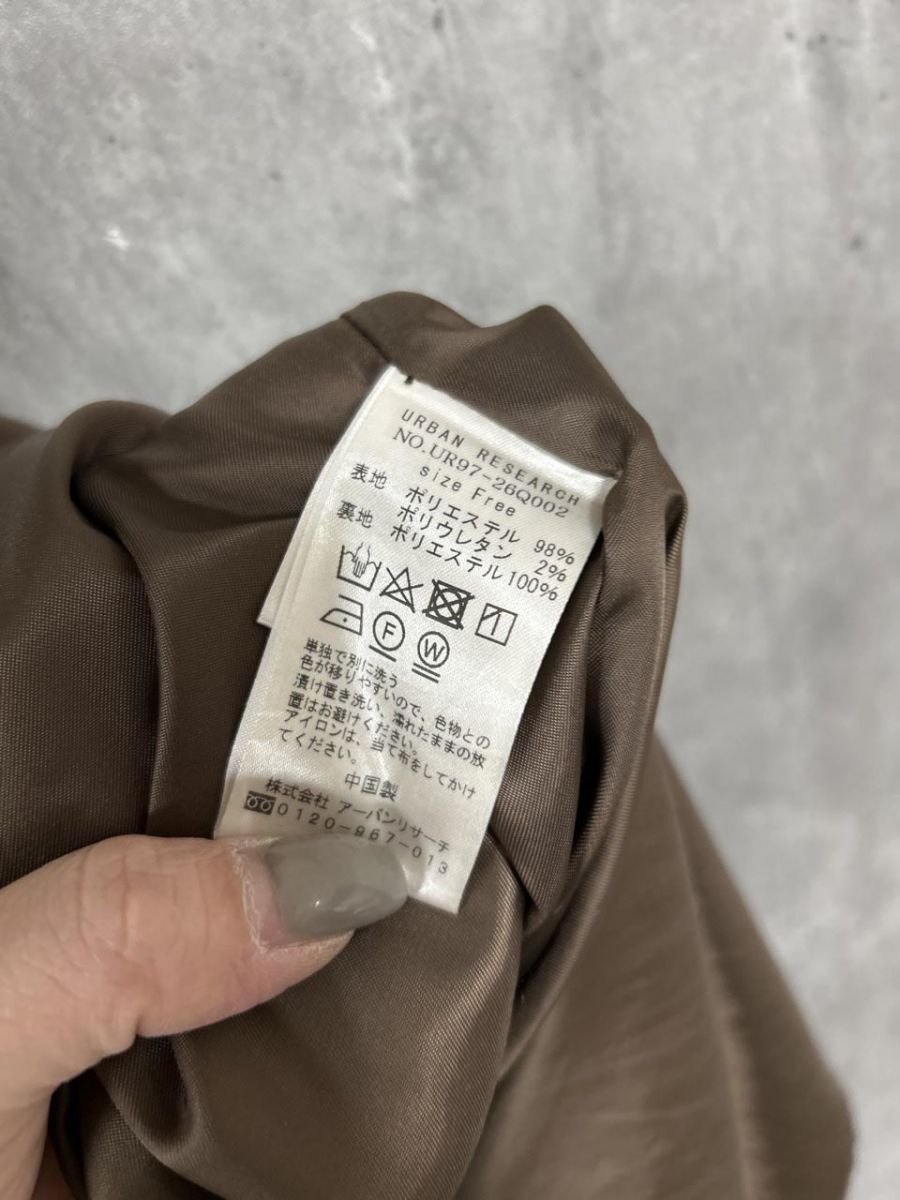 URBAN RESEARCH
NO.UR97-26Q002
size Free
表地 ポリエステル 98%
ポリウレタン 2%
裏地 ポリエステル 100%
F W
単独で別に洗う
色が移りやすいので、色物との
漬け置き洗い、濡れたままの放
置はお避けください。
アイロンは、当て布をしてかけ
てください。
中国製
株式会社 アーバンリサーチ
0120-967-013